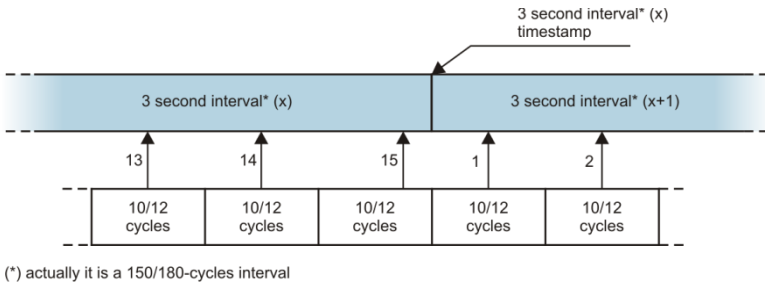 3 second interval* (x)
timestamp
3 second interval* (x)
3 second interval* (x+1)
13
14
15
1
2
10/12
cycles
10/12
cycles
10/12
cycles
10/12
cycles
10/12
cycles
(*) actually it is a 150/180-cycles interval